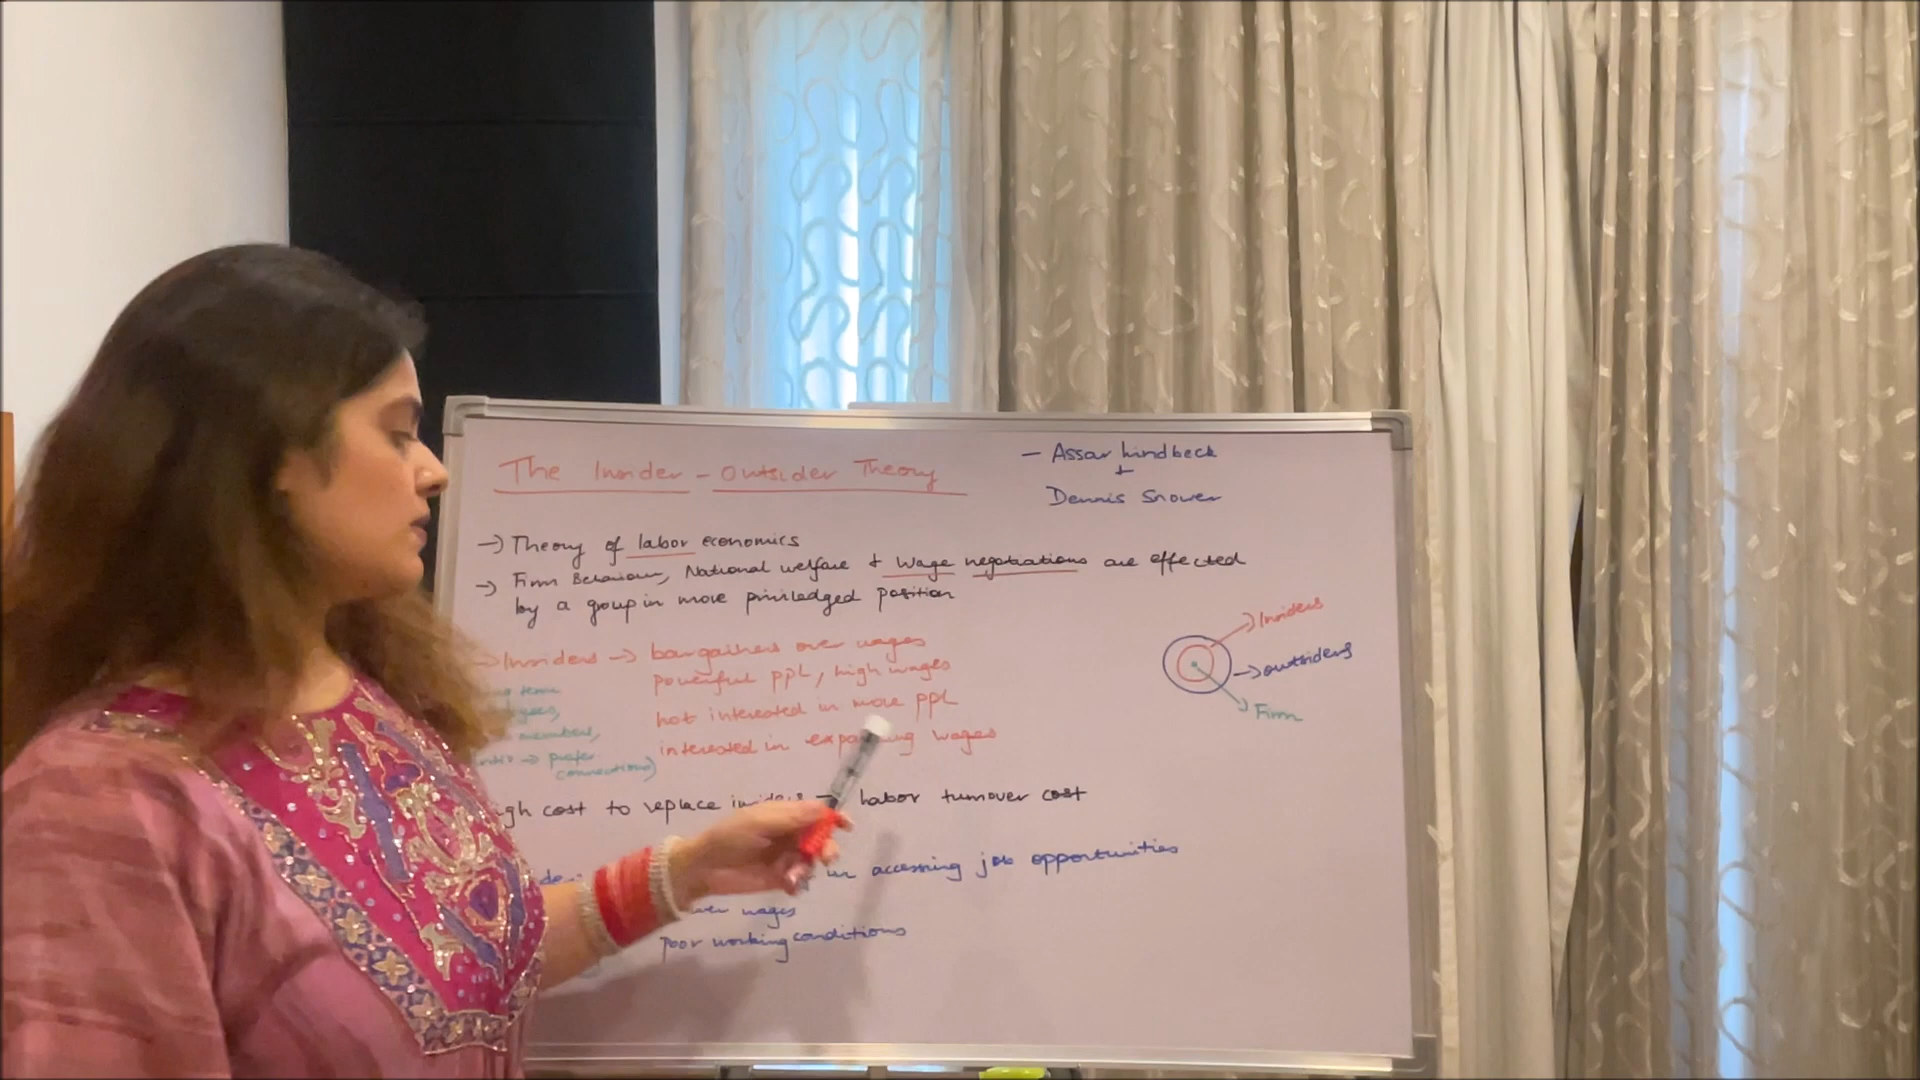 The Insider - Outsider Theory
- Assar Lindbeck
+
Dennis Snower
→ Theory of labor economics
→ Firm Behaviour, National welfare + wage negotiations are effected
by a group in more priviledged position
→ Insiders → bargainers over wages
powerful ppl, high wages
not interested in more ppl
interested in expanding wages
members,
→ prefer
connections)
cost to replace insiders → labor turnover cost
in accessing job opportunities
wages
poor working conditions
→ Insiders
→ outsiders
Firm